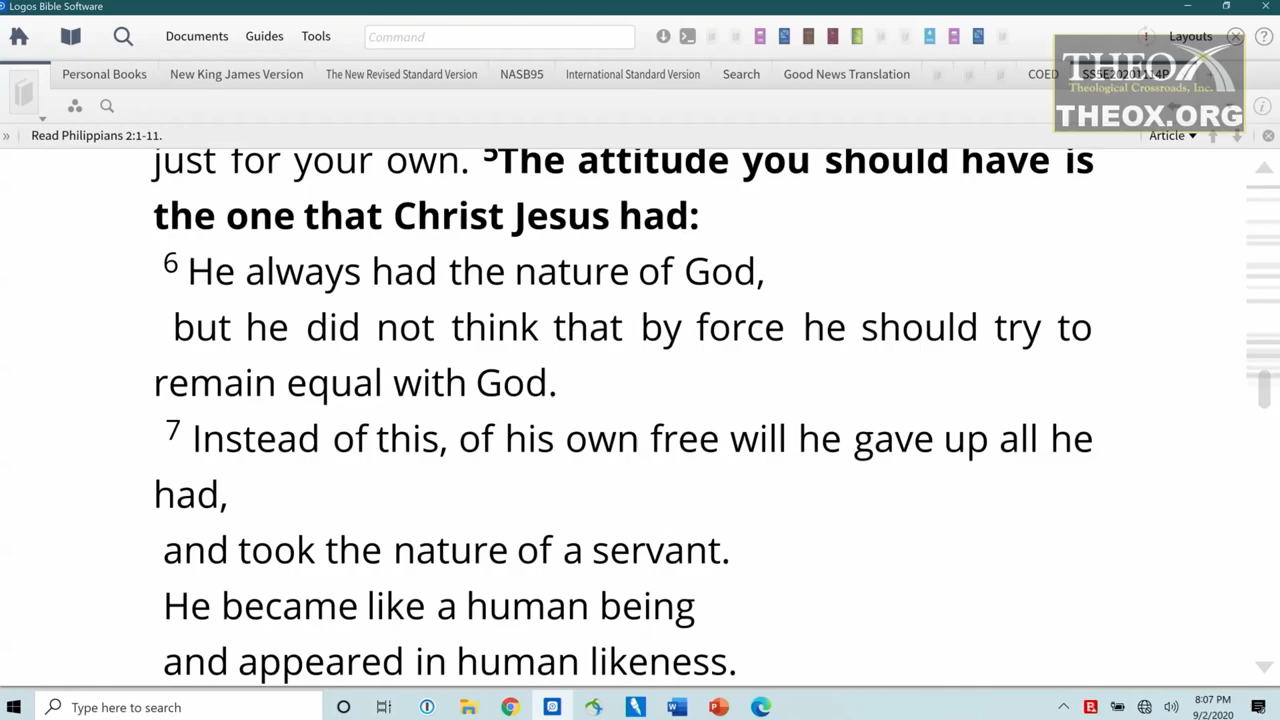 Logos Bible Software
Documents Guides Tools Command Layouts
Personal Books New King James Version The New Revised Standard Version NASB95 International Standard Version Search Good News Translation COED SS5E20201114P
THEOX
Theological Crossroads, Inc.
THEOX.ORG
» Read Philippians 2:1-11. Article
just for your own. ⁵The attitude you should have is
the one that Christ Jesus had:
⁶ He always had the nature of God,
but he did not think that by force he should try to
remain equal with God.
⁷ Instead of this, of his own free will he gave up all he
had,
and took the nature of a servant.
He became like a human being
and appeared in human likeness.
Type here to search
8:07 PM
9/2/2020